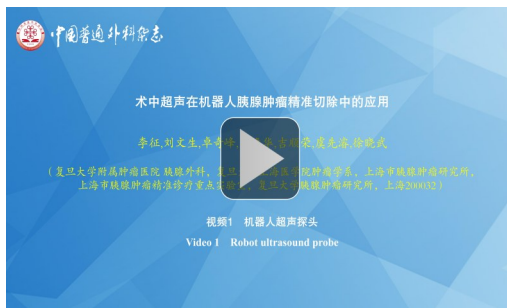 中国普通外科杂志
术中超声在机器人胰腺肿瘤精准切除中的应用
李征,刘文生,卓奇峰,吉顺荣,虞先濬,徐晓武
(复旦大学附属肿瘤医院 胰腺外科,复旦 上海医学院肿瘤学系,上海市胰腺肿瘤研究所,
上海市胰腺肿瘤精准诊疗重点实验室,复旦大学胰腺肿瘤研究所,上海200032)
视频1 机器人超声探头
Video 1 Robot ultrasound probe